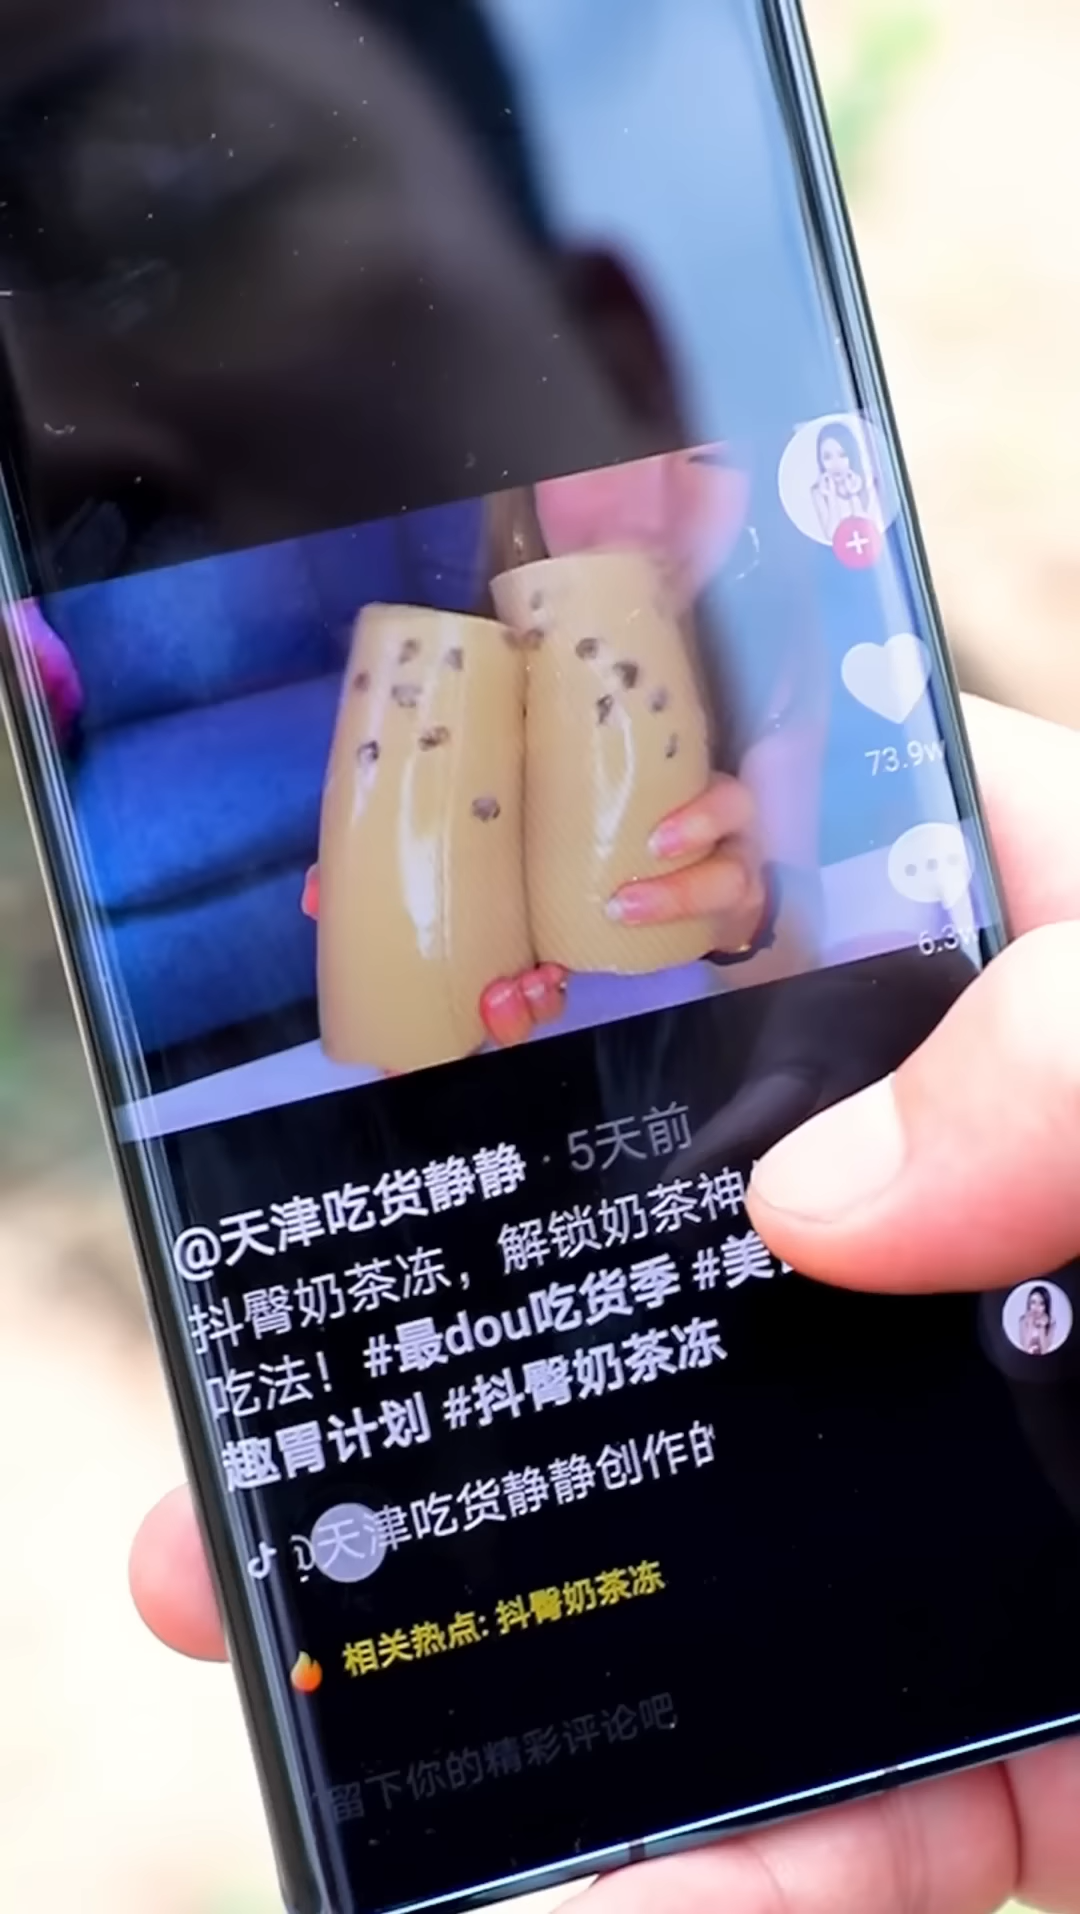 73.9w
6.3w
@天津吃货静静 · 5天前
抖臀奶茶冻，解锁奶茶神
吃法！#最dou吃货季 #美
趣胃计划 #抖臀奶茶冻
@天津吃货静静创作的
相关热点: 抖臀奶茶冻
留下你的精彩评论吧